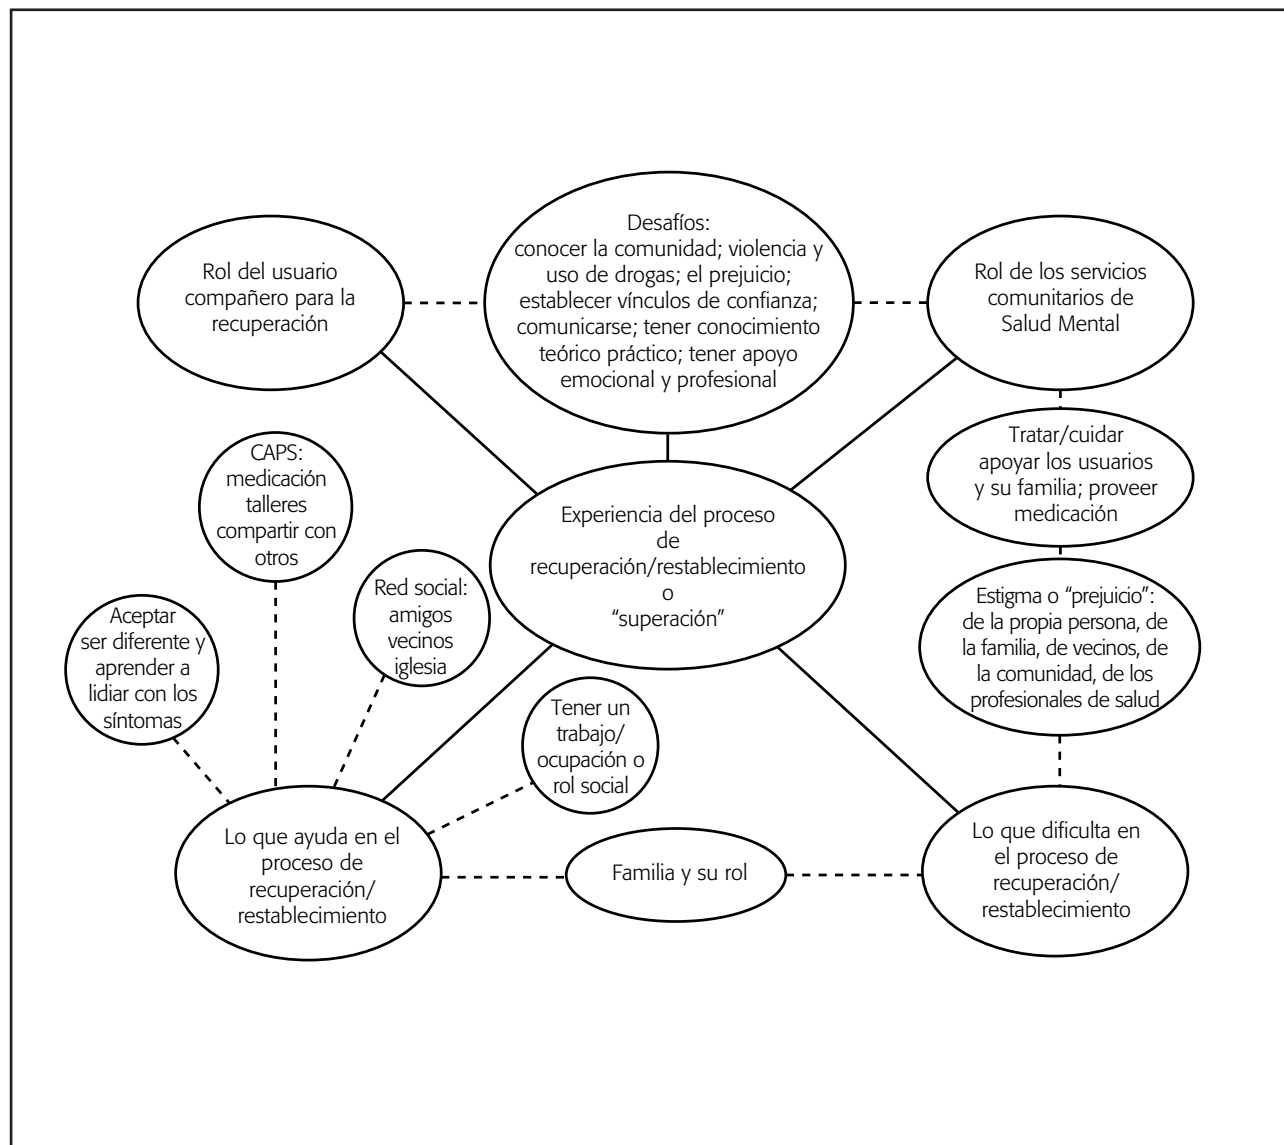 Desafíos:
conocer la comunidad; violencia y
uso de drogas; el prejuicio;
establecer vínculos de confianza;
comunicarse; tener conocimiento
teórico práctico; tener apoyo
emocional y profesional
Rol del usuario
compañero para la
recuperación
Rol de los servicios
comunitarios de
Salud Mental
CAPS:
medicación
talleres
compartir con
otros
Tratar/cuidar
apoyar los usuarios
y su familia; proveer
medicación
Experiencia del proceso
de
recuperación/restablecimiento
o
“superación”
Red social:
amigos
vecinos
iglesia
Estigma o “prejuicio”:
de la propia persona, de
la familia, de vecinos, de
la comunidad, de los
profesionales de salud
Aceptar
ser diferente y
aprender a
lidiar con los
síntomas
Tener un
trabajo/
ocupación o
rol social
Lo que ayuda en el
proceso de
recuperación/
restablecimiento
Familia y su rol
Lo que dificulta en
el proceso de
recuperación/
restablecimiento